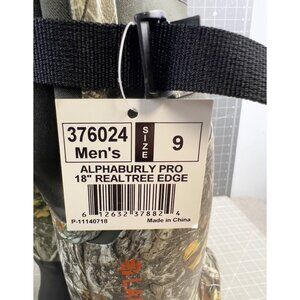 376024
Men's
SIZE
9
ALPHABURLY PRO
18" REALTREE EDGE
6 12632 37882 4
P-11140718 Made in China